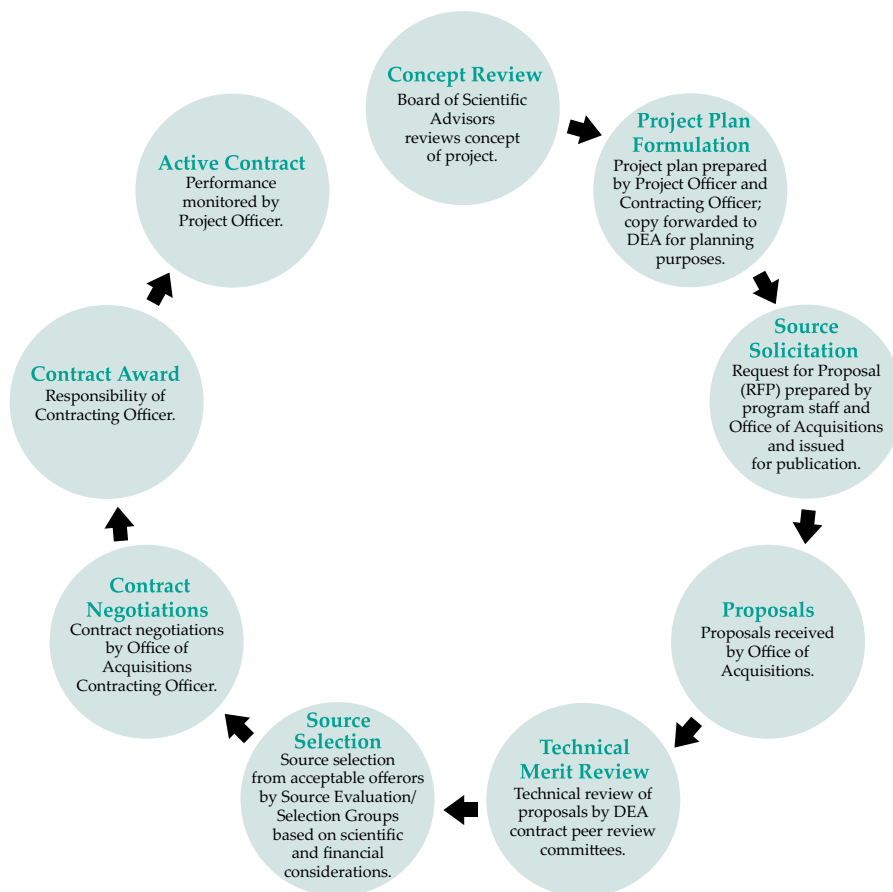 Concept Review
Board of Scientific
Advisors
reviews concept
of project.
Project Plan
Formulation
Project plan prepared
by Project Officer and
Contracting Officer;
copy forwarded to
DEA for planning
purposes.
Source
Solicitation
Request for Proposal
(RFP) prepared by
program staff and
Office of Acquisitions
and issued
for publication.
Proposals
Proposals received
by Office of
Acquisitions.
Technical
Merit Review
Technical review of
proposals by DEA
contract peer review
committees.
Source
Selection
Source selection
from acceptable offerors
by Source Evaluation/
Selection Groups
based on scientific
and financial
considerations.
Contract
Negotiations
Contract negotiations
by Office of
Acquisitions
Contracting Officer.
Contract Award
Responsibility of
Contracting Officer.
Active Contract
Performance
monitored by
Project Officer.